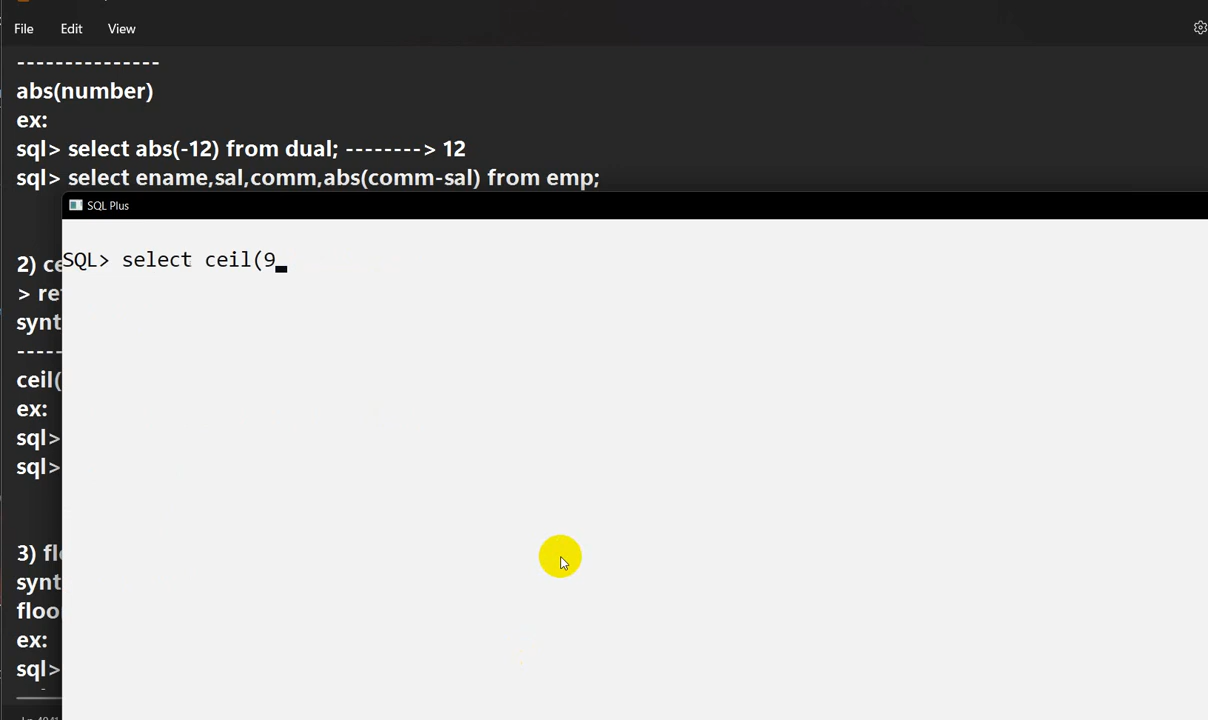 File Edit View
---------------
abs(number)
ex:
sql> select abs(-12) from dual; --------> 12
sql> select ename,sal,comm,abs(comm-sal) from emp;
SQL Plus
SQL> select ceil(9
2) ce
> re
synt
-----
ceil(
ex:
sql>
sql>
3) flo
synt
floo
ex:
sql>